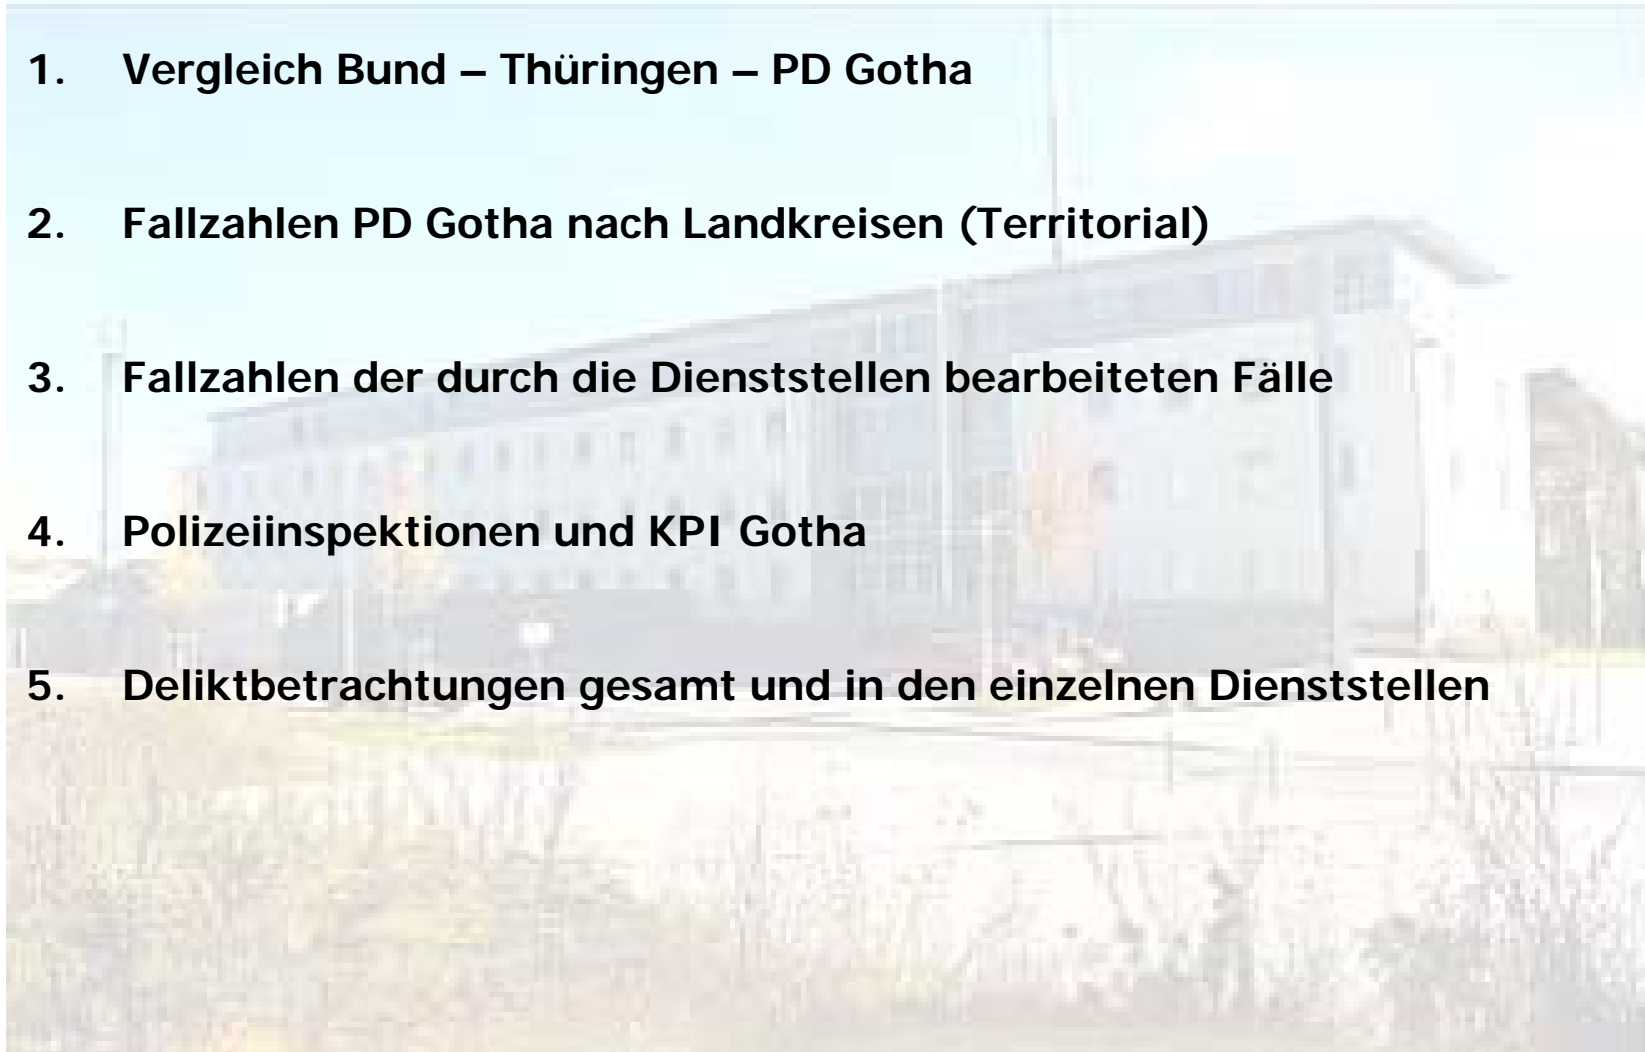 1. Vergleich Bund – Thüringen – PD Gotha
2. Fallzahlen PD Gotha nach Landkreisen (Territorial)
3. Fallzahlen der durch die Dienststellen bearbeiteten Fälle
4. Polizeiinspektionen und KPI Gotha
5. Deliktbetrachtungen gesamt und in den einzelnen Dienststellen